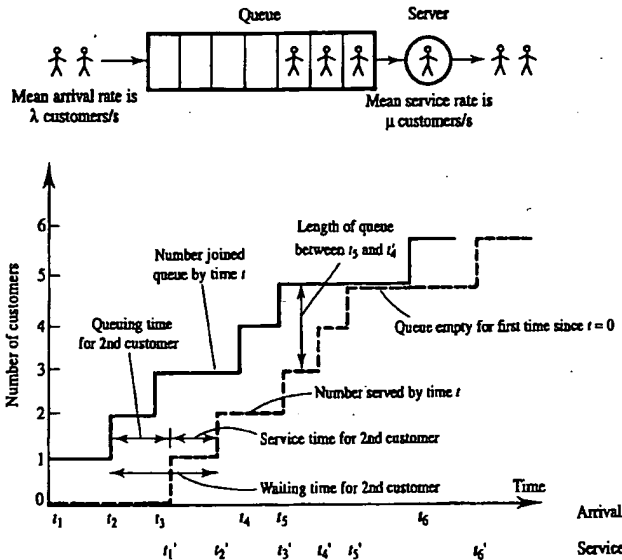 Queue
Server
Mean arrival rate is
λ customers/s
Mean service rate is
μ customers/s
Number of customers
6
5
4
3
2
1
0
Number joined
queue by time t
Length of queue
between t5 and t4'
Queuing time
for 2nd customer
Queue empty for first time since t = 0
Number served by time t
Service time for 2nd customer
Waiting time for 2nd customer
Time
t1 t2 t3 t4 t5 t6 Arrival
t1' t2' t3' t4' t5' t6' Service